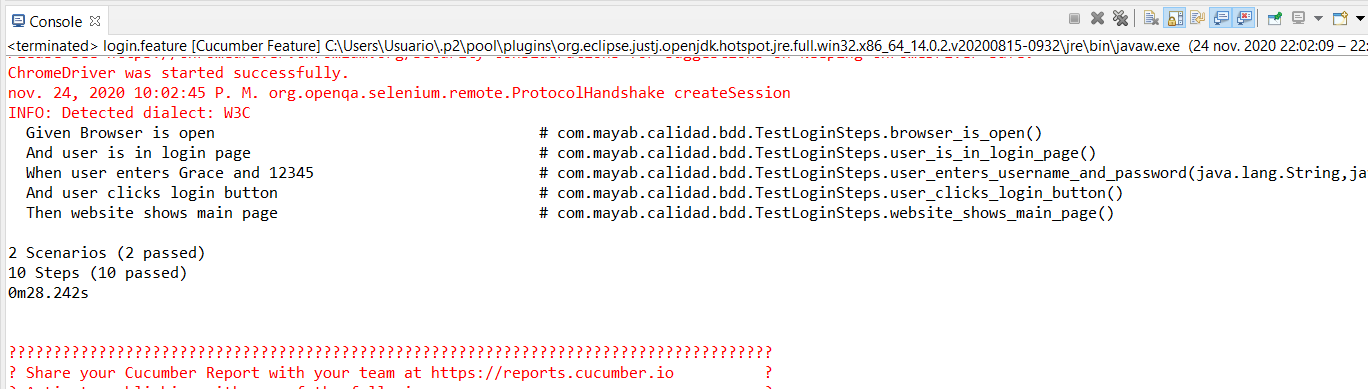 Console
<terminated> login.feature [Cucumber Feature] C:\Users\Usuario\.p2\pool\plugins\org.eclipse.justj.openjdk.hotspot.jre.full.win32.x86_64_14.0.2.v20200815-0932\jre\bin\javaw.exe (24 nov. 2020 22:02:09 – 22:
ChromeDriver was started successfully.
nov. 24, 2020 10:02:45 P. M. org.openqa.selenium.remote.ProtocolHandshake createSession
INFO: Detected dialect: W3C
Given Browser is open # com.mayab.calidad.bdd.TestLoginSteps.browser_is_open()
And user is in login page # com.mayab.calidad.bdd.TestLoginSteps.user_is_in_login_page()
When user enters Grace and 12345 # com.mayab.calidad.bdd.TestLoginSteps.user_enters_username_and_password(java.lang.String,ja
And user clicks login button # com.mayab.calidad.bdd.TestLoginSteps.user_clicks_login_button()
Then website shows main page # com.mayab.calidad.bdd.TestLoginSteps.website_shows_main_page()
2 Scenarios (2 passed)
10 Steps (10 passed)
0m28.242s
?????????????????????????????????????????????????????????????????????????????????????
? Share your Cucumber Report with your team at https://reports.cucumber.io ?